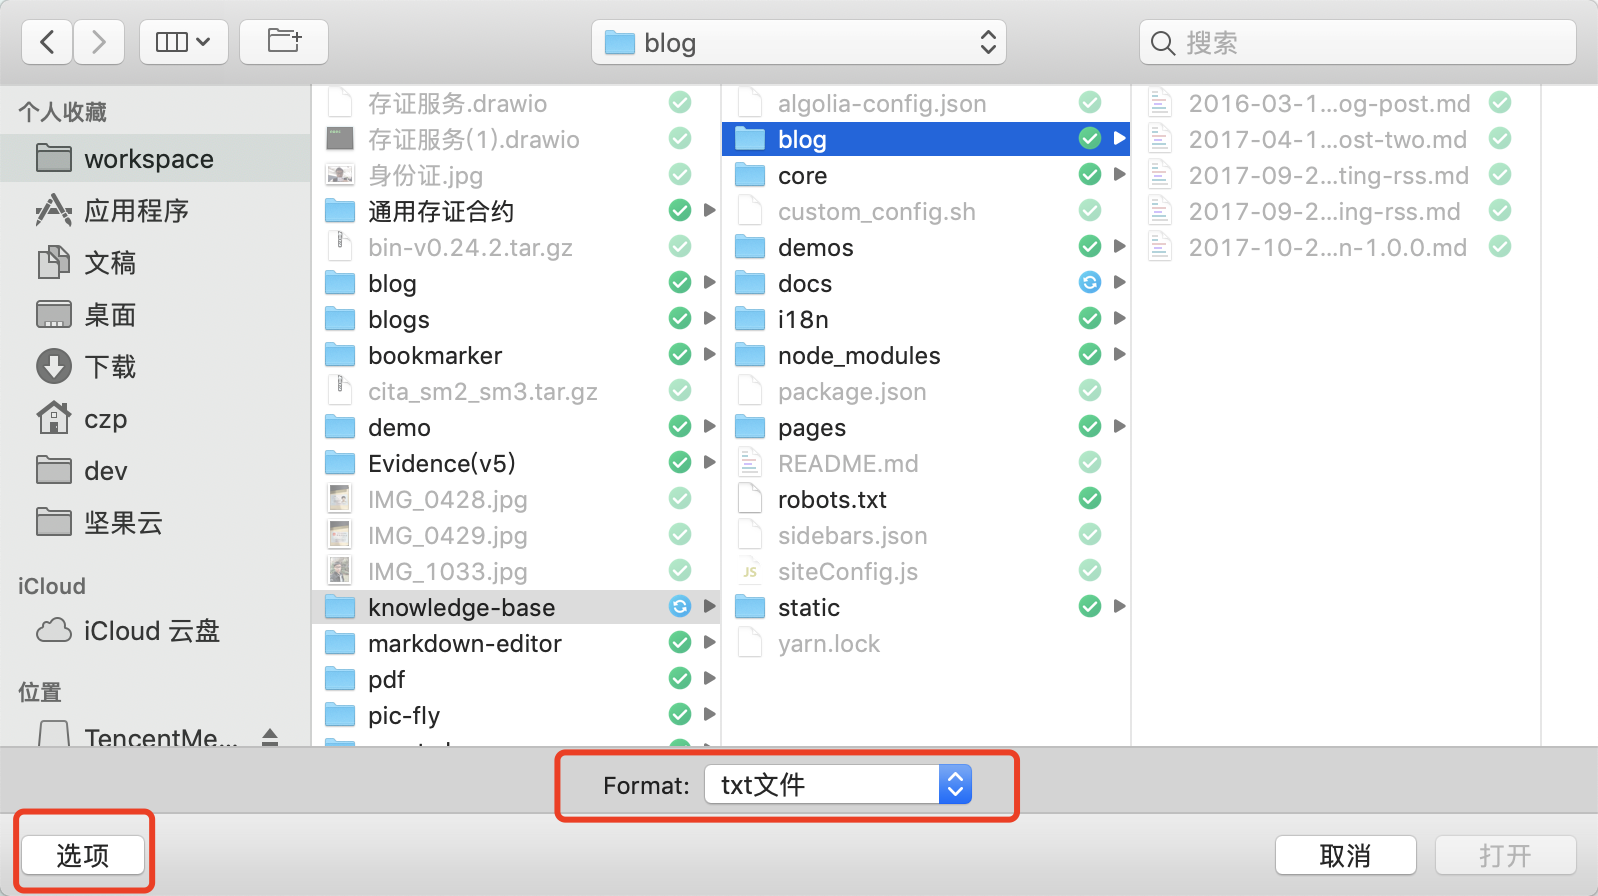 blog
搜索
个人收藏
workspace
应用程序
文稿
桌面
下载
czp
dev
坚果云
iCloud
iCloud 云盘
位置
TencentMe...
存证服务.drawio
存证服务(1).drawio
身份证.jpg
通用存证合约
bin-v0.24.2.tar.gz
blog
blogs
bookmarker
cita_sm2_sm3.tar.gz
demo
Evidence(v5)
IMG_0428.jpg
IMG_0429.jpg
IMG_1033.jpg
knowledge-base
markdown-editor
pdf
pic-fly
algolia-config.json
blog
core
custom_config.sh
demos
docs
i18n
node_modules
package.json
pages
README.md
robots.txt
sidebars.json
JS
siteConfig.js
static
yarn.lock
2016-03-1...og-post.md
2017-04-1...ost-two.md
2017-09-2...ting-rss.md
2017-09-2...ing-rss.md
2017-10-2...n-1.0.0.md
Format: txt文件
选项
取消
打开